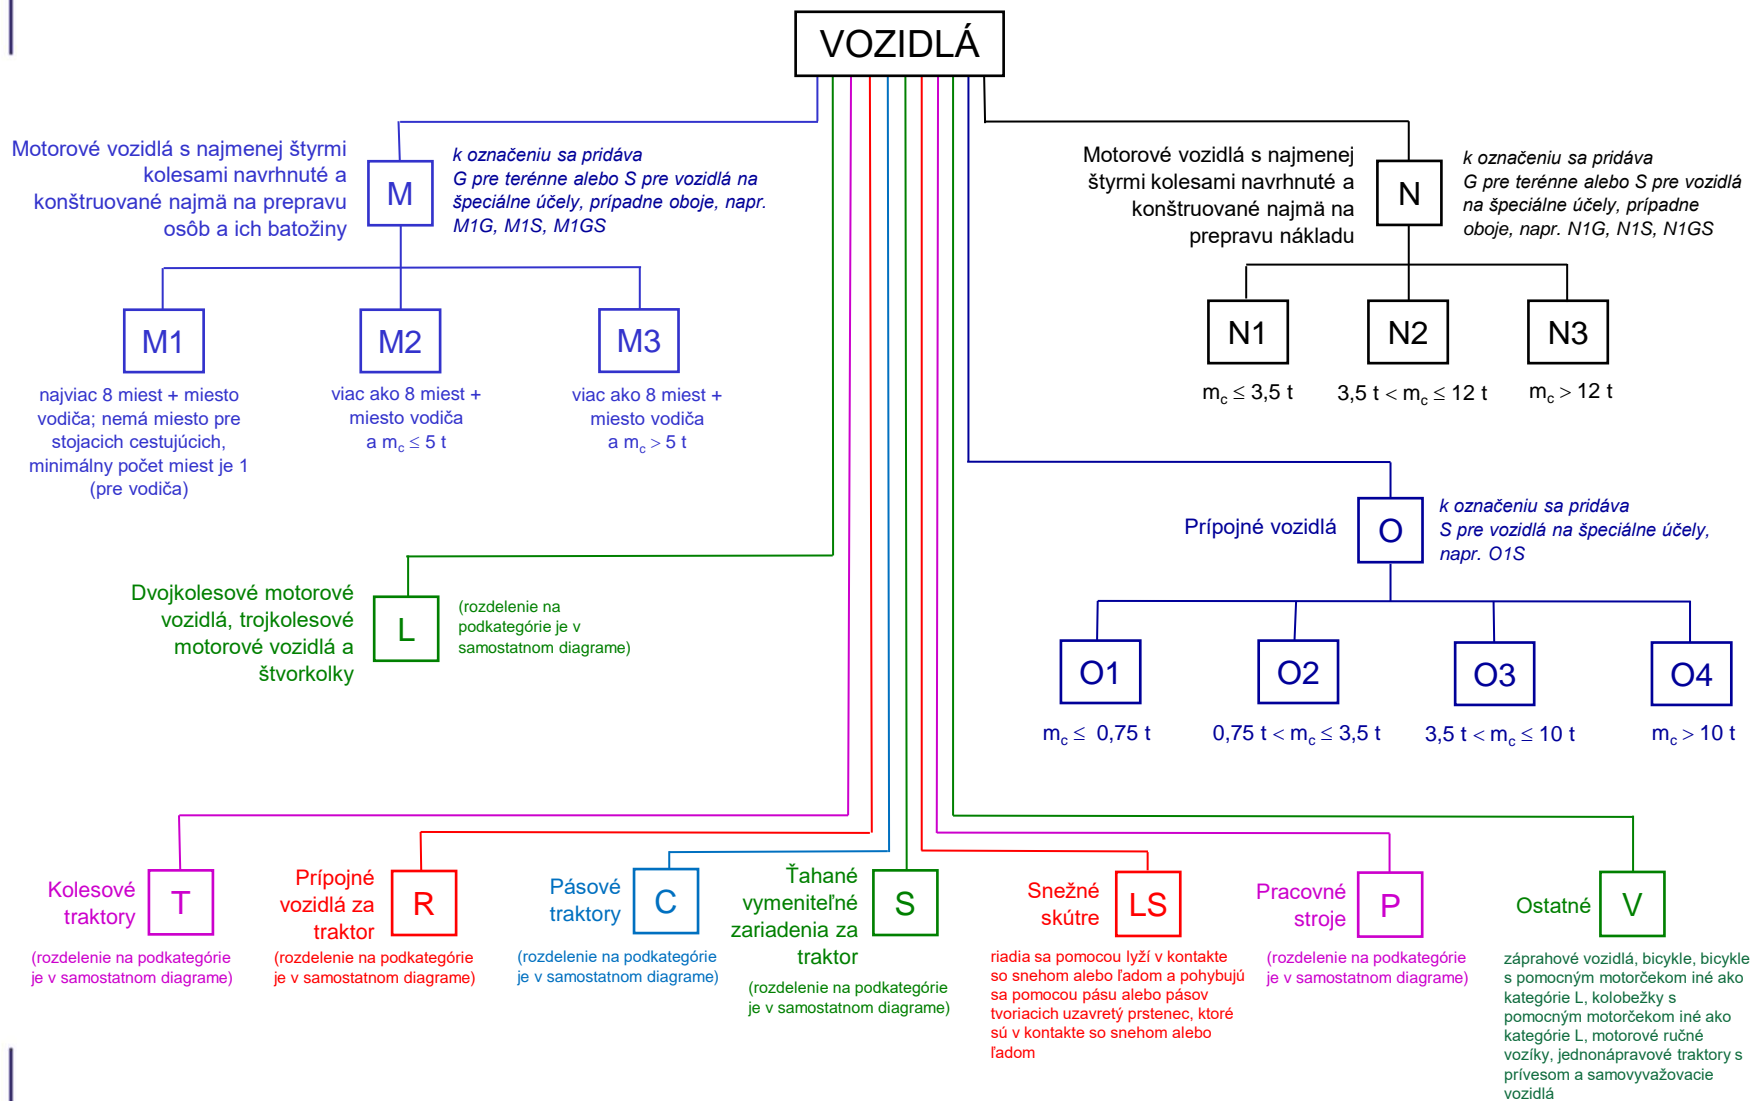 VOZIDLÁ
Motorové vozidlá s najmenej štyrmi
kolesami navrhnuté a
konštruované najmä na prepravu
osôb a ich batožiny
M
k označeniu sa pridáva
G pre terénne alebo S pre vozidlá na
špeciálne účely, prípadne oboje, napr.
M1G, M1S, M1GS
Motorové vozidlá s najmenej
štyrmi kolesami navrhnuté a
konštruované najmä na
prepravu nákladu
N
k označeniu sa pridáva
G pre terénne alebo S pre vozidlá
na špeciálne účely, prípadne
oboje, napr. N1G, N1S, N1GS
M1
M2
M3
najviac 8 miest + miesto
vodiča; nemá miesto pre
stojacich cestujúcich,
minimálny počet miest je 1
(pre vodiča)
viac ako 8 miest +
miesto vodiča
a mc ≤ 5 t
viac ako 8 miest +
miesto vodiča
a mc > 5 t
N1
N2
N3
mc ≤ 3,5 t
3,5 t < mc ≤ 12 t
mc > 12 t
Prípojné vozidlá
O
k označeniu sa pridáva
S pre vozidlá na špeciálne účely,
napr. O1S
Dvojkolesové motorové
vozidlá, trojkolesové
motorové vozidlá a
štvorkolky
L
(rozdelenie na
podkategórie je v
samostatnom diagrame)
O1
O2
O3
O4
mc ≤ 0,75 t
0,75 t < mc ≤ 3,5 t
3,5 t < mc ≤ 10 t
mc > 10 t
Kolesové
traktory
T
(rozdelenie na podkategórie
je v samostatnom diagrame)
Prípojné
vozidlá za
traktor
R
(rozdelenie na podkategórie
je v samostatnom diagrame)
Pásové
traktory
C
(rozdelenie na podkategórie
je v samostatnom diagrame)
Ťahané
vymeniteľné
zariadenia za
traktor
S
(rozdelenie na podkategórie
je v samostatnom diagrame)
Snežné
skútre
LS
riadia sa pomocou lyží v kontakte
so snehom alebo ľadom a pohybujú
sa pomocou pásu alebo pásov
tvoriacich uzavretý prstenec, ktoré
sú v kontakte so snehom alebo
ľadom
Pracovné
stroje
P
(rozdelenie na podkategórie
je v samostatnom diagrame)
Ostatné
V
záprahové vozidlá, bicykle, bicykle
s pomocným motorčekom iné ako
kategórie L, kolobežky s
pomocným motorčekom iné ako
kategórie L, motorové ručné
vozíky, jednonápravové traktory s
prívesom a samovyvažovacie
vozidlá